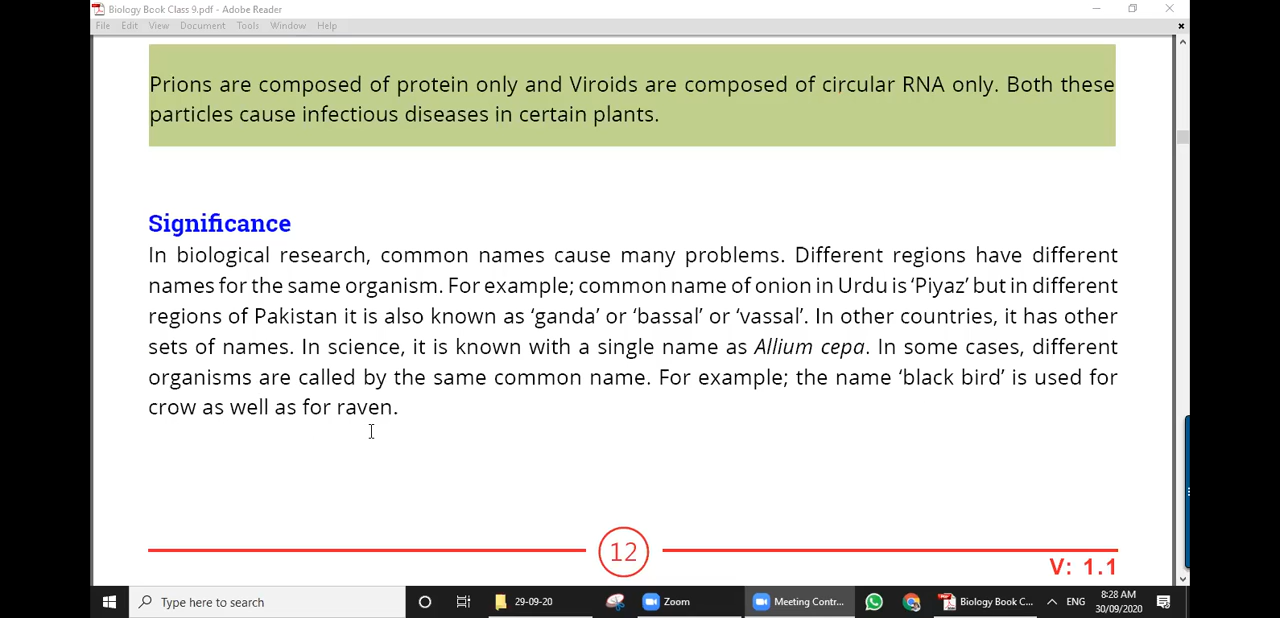 Biology Book Class 9.pdf - Adobe Reader
File Edit View Document Tools Window Help
Prions are composed of protein only and Viroids are composed of circular RNA only. Both these
particles cause infectious diseases in certain plants.
Significance
In biological research, common names cause many problems. Different regions have different
names for the same organism. For example; common name of onion in Urdu is ‘Piyaz’ but in different
regions of Pakistan it is also known as ‘ganda’ or ‘bassal’ or ‘vassal’. In other countries, it has other
sets of names. In science, it is known with a single name as Allium cepa. In some cases, different
organisms are called by the same common name. For example; the name ‘black bird’ is used for
crow as well as for raven.
12
V: 1.1
Type here to search 29-09-20 Zoom Meeting Contr... Biology Book C... ENG 8:28 AM
30/09/2020